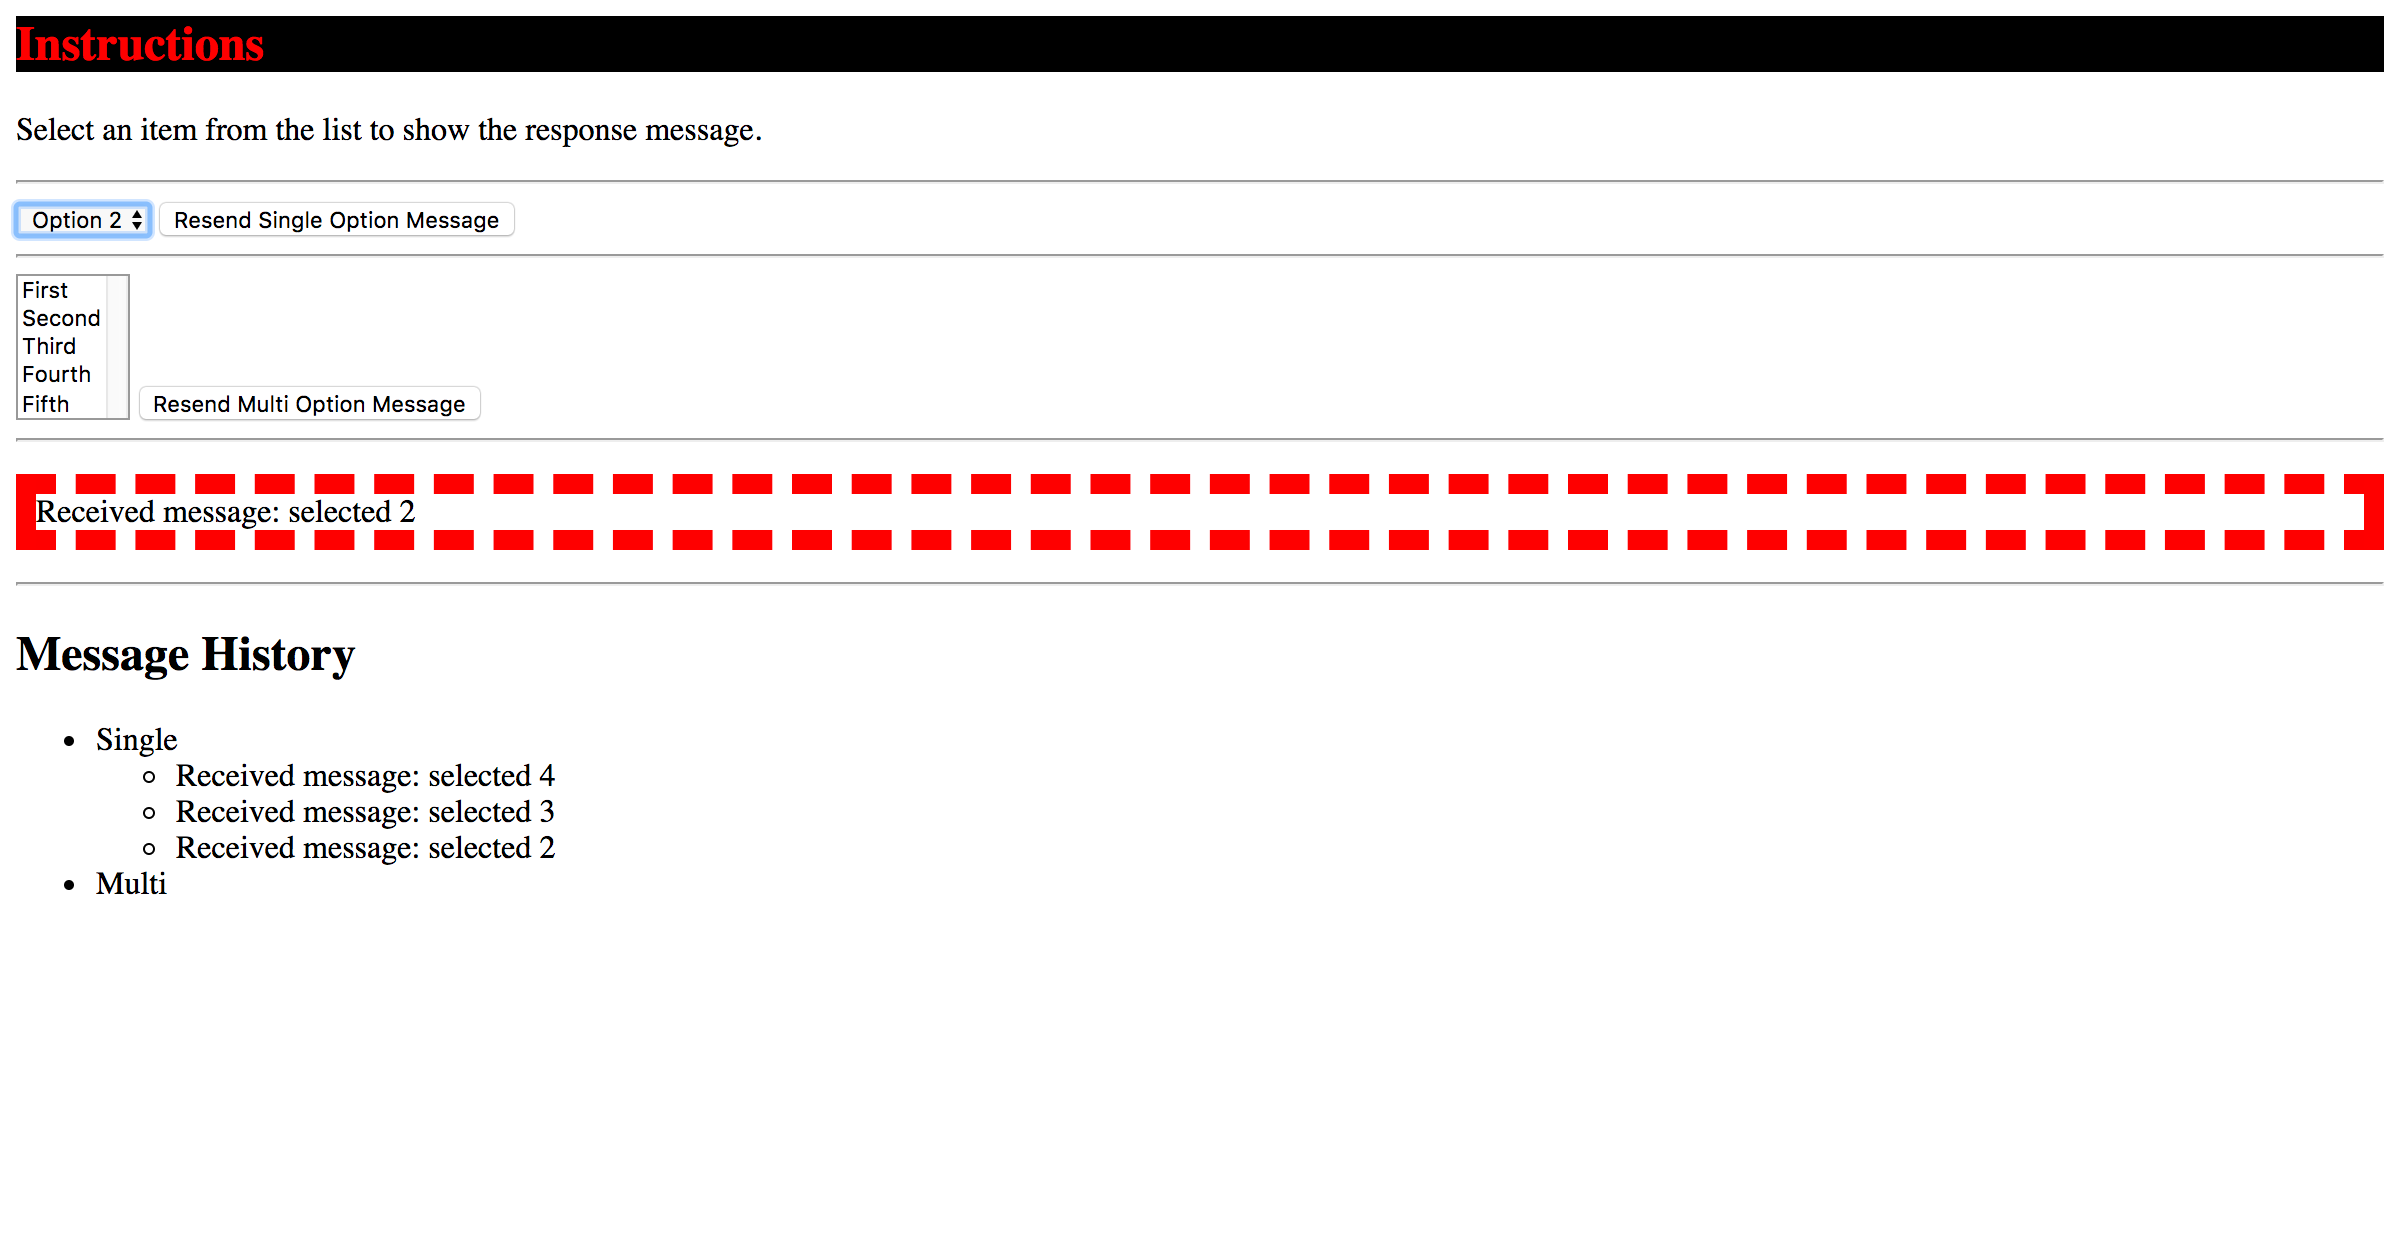 Instructions
Select an item from the list to show the response message.
Option 2 Resend Single Option Message
First
Second
Third
Fourth
Fifth Resend Multi Option Message
Received message: selected 2
Message History
Single
Received message: selected 4
Received message: selected 3
Received message: selected 2
Multi